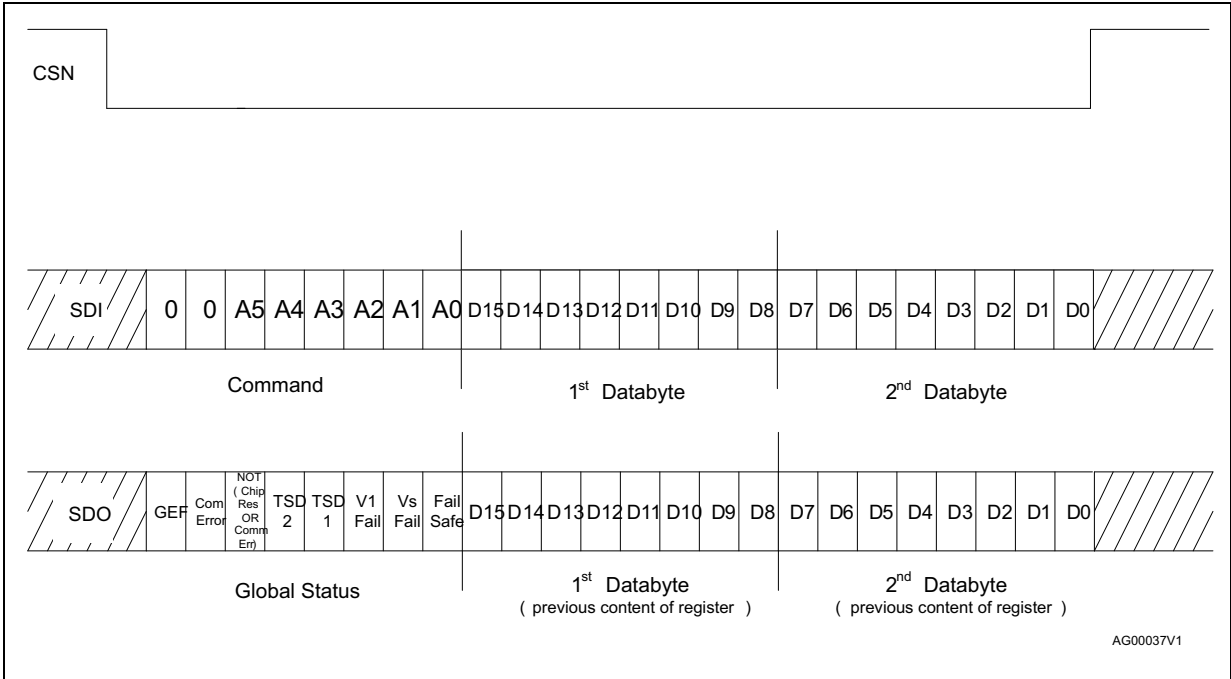 CSN
SDI 0 0 A5 A4 A3 A2 A1 A0 D15 D14 D13 D12 D11 D10 D9 D8 D7 D6 D5 D4 D3 D2 D1 D0
Command
1st Databyte
2nd Databyte
SDO GEF
Com
Error
NOT
( Chip
Res
OR
Comm
Err)
TSD
2
TSD
1
V1
Fail
Vs
Fail
Fail
Safe
D15 D14 D13 D12 D11 D10 D9 D8 D7 D6 D5 D4 D3 D2 D1 D0
Global Status
1st Databyte
( previous content of register )
2nd Databyte
( previous content of register )
AG00037V1